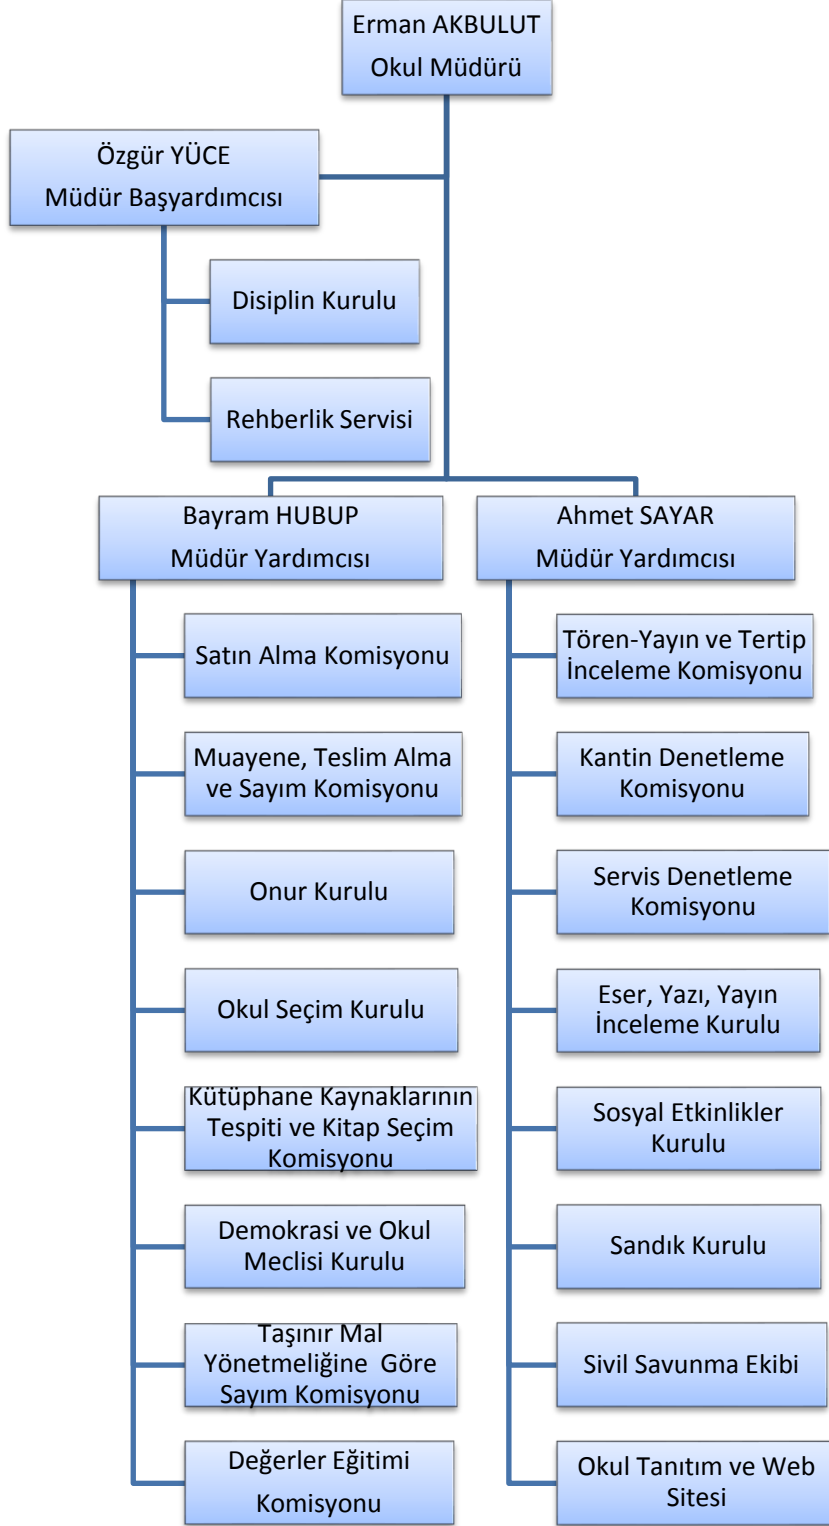 Erman AKBULUT
Okul Müdürü
Özgür YÜCE
Müdür Başyardımcısı
Disiplin Kurulu
Rehberlik Servisi
Bayram HUBUP
Müdür Yardımcısı
Satın Alma Komisyonu
Muayene, Teslim Alma
ve Sayım Komisyonu
Onur Kurulu
Okul Seçim Kurulu
Kütüphane Kaynaklarının
Tespiti ve Kitap Seçim
Komisyonu
Demokrasi ve Okul
Meclisi Kurulu
Taşınır Mal
Yönetmeliğine Göre
Sayım Komisyonu
Değerler Eğitimi
Komisyonu
Ahmet SAYAR
Müdür Yardımcısı
Tören-Yayın ve Tertip
İnceleme Komisyonu
Kantin Denetleme
Komisyonu
Servis Denetleme
Komisyonu
Eser, Yazı, Yayın
İnceleme Kurulu
Sosyal Etkinlikler
Kurulu
Sandık Kurulu
Sivil Savunma Ekibi
Okul Tanıtım ve Web
Sitesi